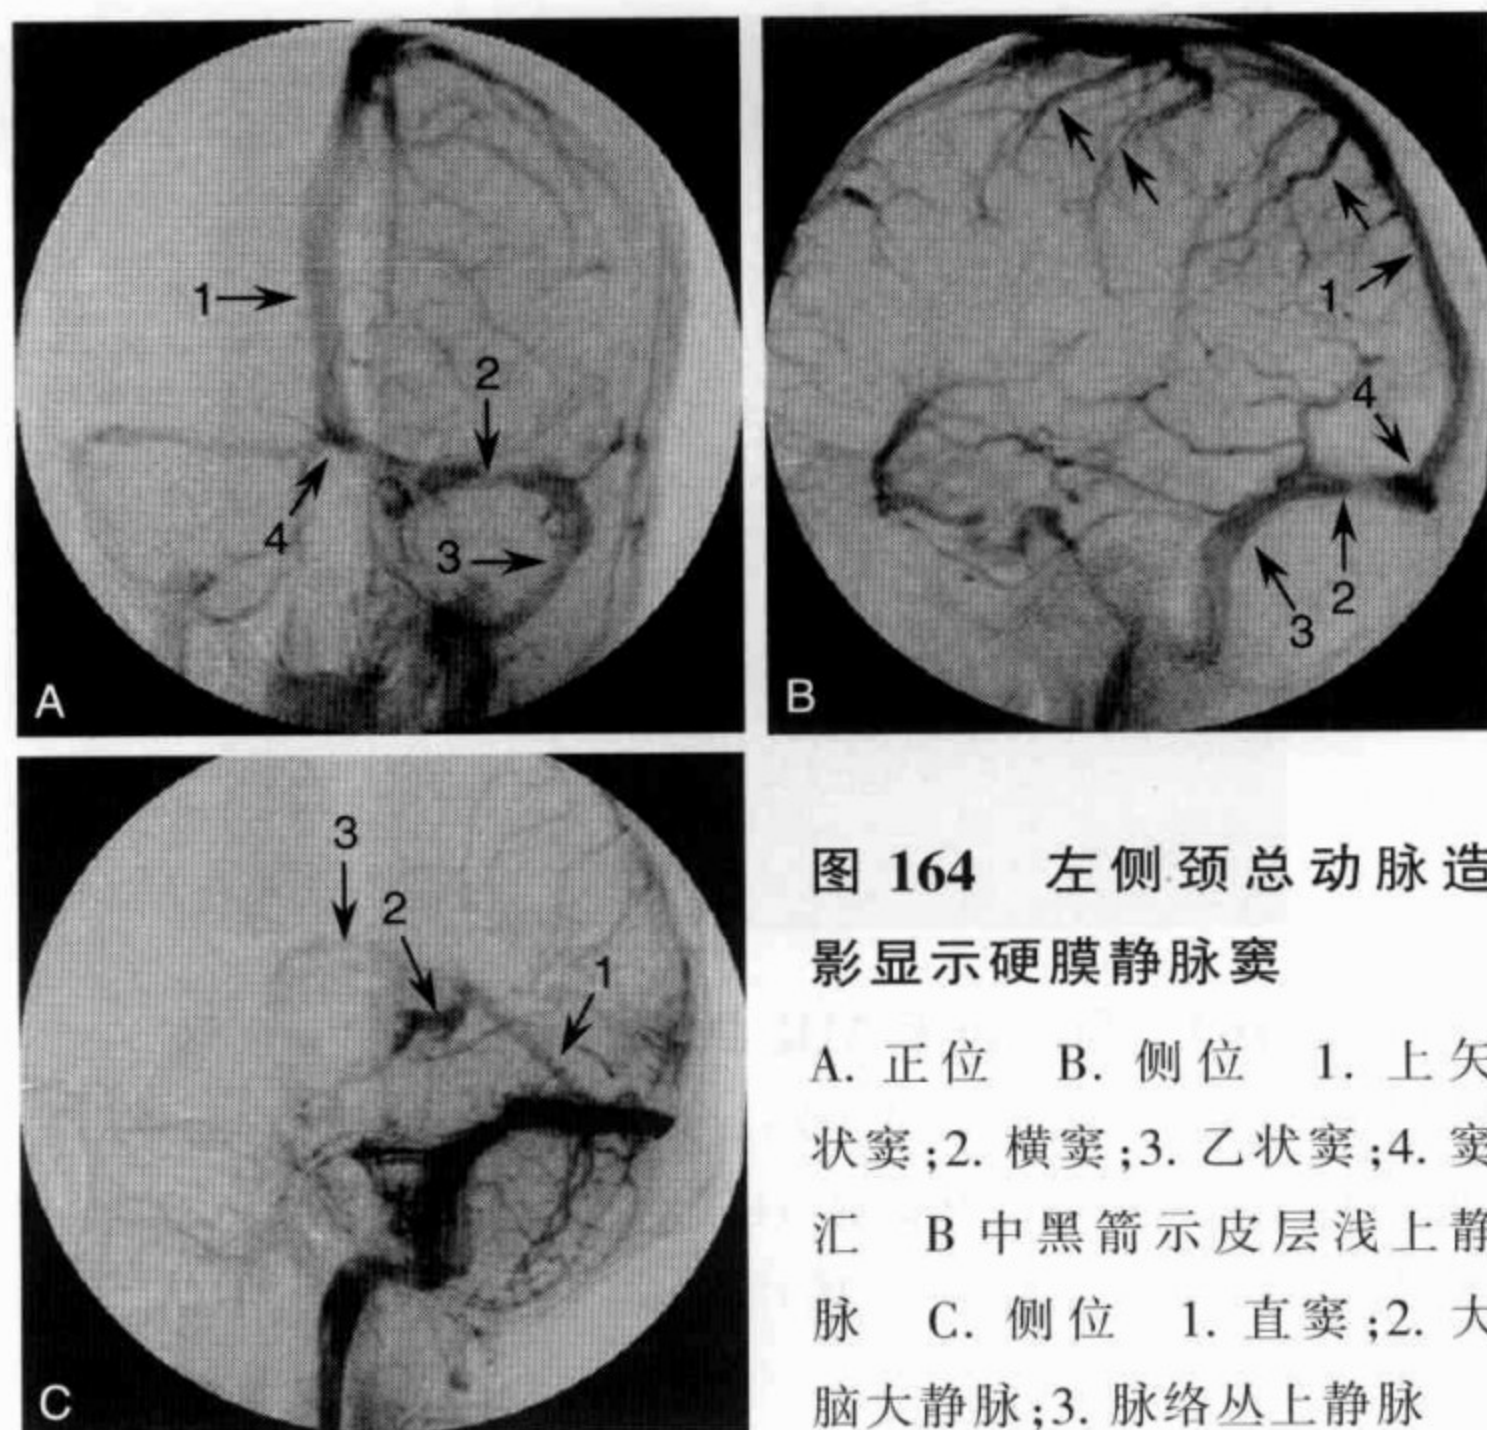 1
2
3
4
A
1
4
2
3
B
3
2
1
C
图 164 左侧颈总动脉造
影显示硬膜静脉窦
A. 正位 B. 侧位 1. 上矢
状窦;2. 横窦;3. 乙状窦;4. 窦
汇 B 中黑箭示皮层浅上静
脉 C. 侧位 1. 直窦;2. 大
脑大静脉;3. 脉络丛上静脉